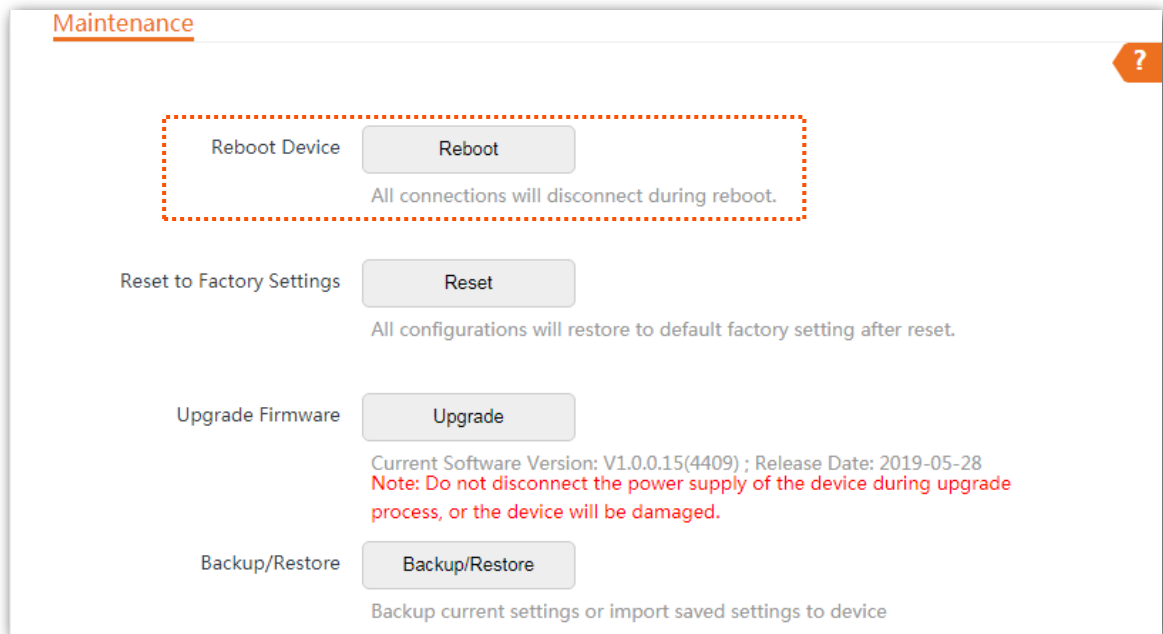 Maintenance
?
Reboot Device Reboot
All connections will disconnect during reboot.
Reset to Factory Settings Reset
All configurations will restore to default factory setting after reset.
Upgrade Firmware Upgrade
Current Software Version: V1.0.0.15(4409) ; Release Date: 2019-05-28
Note: Do not disconnect the power supply of the device during upgrade
process, or the device will be damaged.
Backup/Restore Backup/Restore
Backup current settings or import saved settings to device